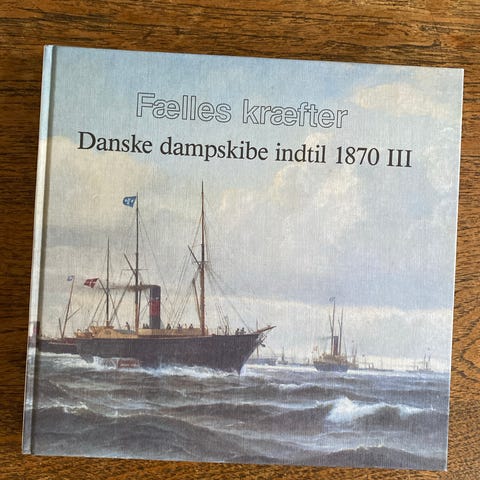 Fælles kræfter
Danske dampskibe indtil 1870 III